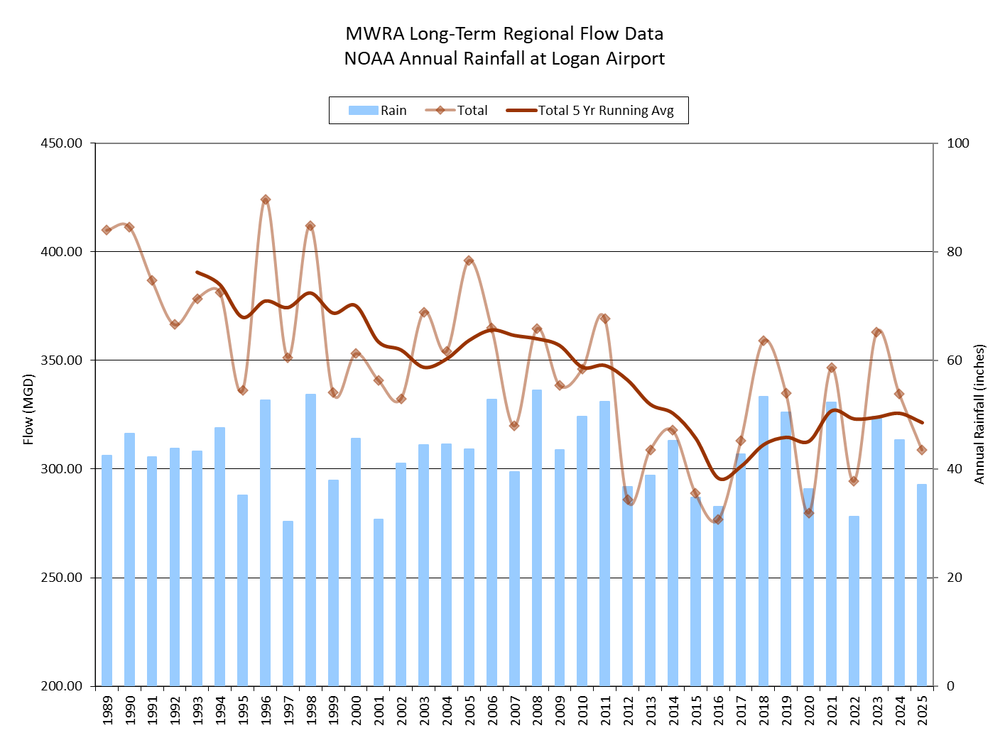 MWRA Long-Term Regional Flow Data
NOAA Annual Rainfall at Logan Airport
Rain Total Total 5 Yr Running Avg
450.00 100
400.00 80
350.00 60
300.00 40
250.00 20
200.00 0
Flow (MGD)
Annual Rainfall (inches)
1989 1990 1991 1992 1993 1994 1995 1996 1997 1998 1999 2000 2001 2002 2003 2004 2005 2006 2007 2008 2009 2010 2011 2012 2013 2014 2015 2016 2017 2018 2019 2020 2021 2022 2023 2024 2025